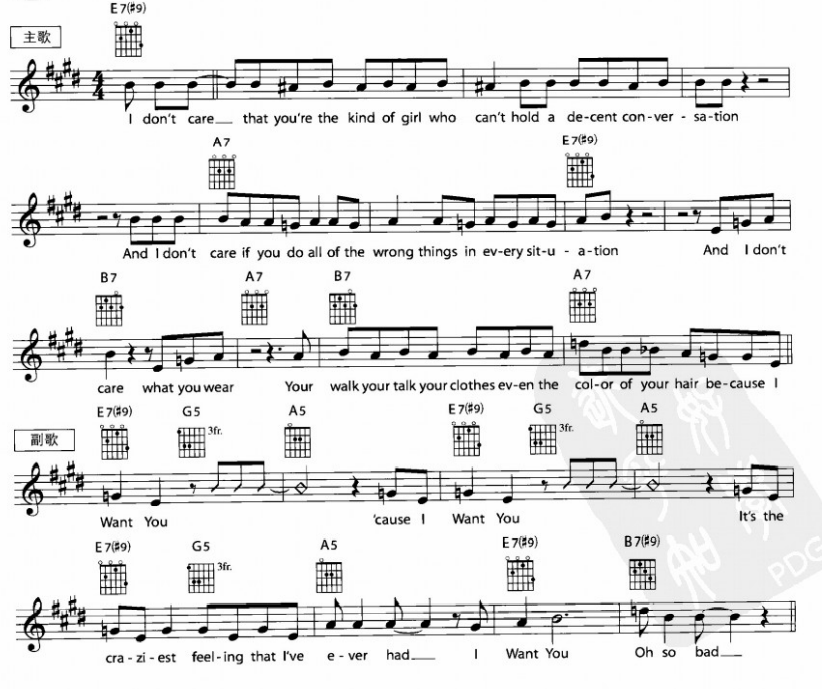 E7(#9)
主歌
I don't care that you're the kind of girl who can't hold a de-cent con-ver - sa-tion
A7 E7(#9)
And I don't care if you do all of the wrong things in ev-ery sit-u - a-tion And I don't
B7 A7 B7 A7
care what you wear Your walk your talk your clothes ev-en the col-or of your hair be-cause I
E7(#9) G5 A5 E7(#9) G5 A5
副歌 3fr. 3fr.
Want You 'cause I Want You It's the
E7(#9) G5 A5 E7(#9) B7(#9)
3fr.
cra - zi - est feel-ing that I've e - ver had I Want You Oh so bad
PDG